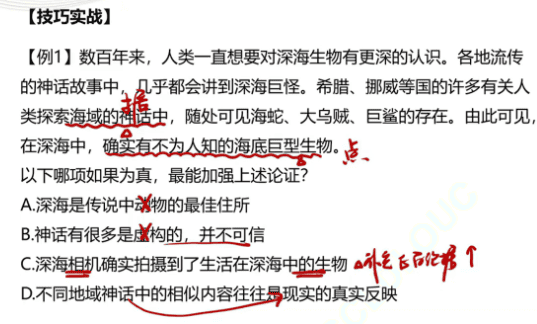 【技巧实战】
【例1】数百年来，人类一直想要对深海生物有更深的认识。各地流传
的神话故事中，几乎都会讲到深海巨怪。希腊、挪威等国的许多有关人
据
类探索海域的神话中，随处可见海蛇、大乌贼、巨鲨的存在。由此可见，
在深海中，确实有不为人知的海底巨型生物。点
以下哪项如果为真，最能加强上述论证？
A.深海是传说中动物的最佳住所
B.神话有很多是虚构的，并不可信
C.深海相机确实拍摄到了生活在深海中的生物 补充正面论据↑
D.不同地域神话中的相似内容往往是现实的真实反映